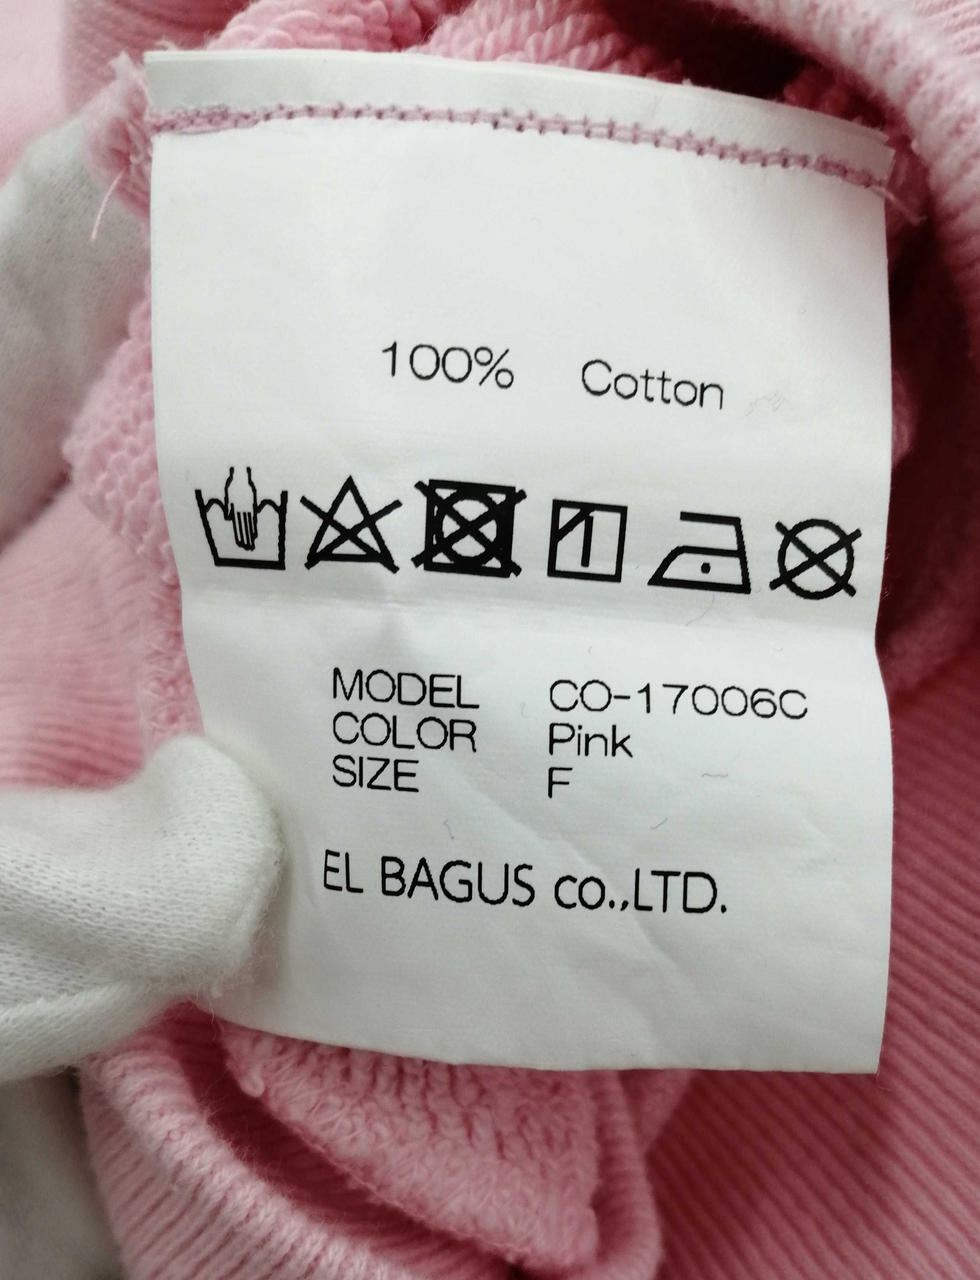 100% Cotton
MODEL CO-17006C
COLOR Pink
SIZE F
EL BAGUS co.,LTD.